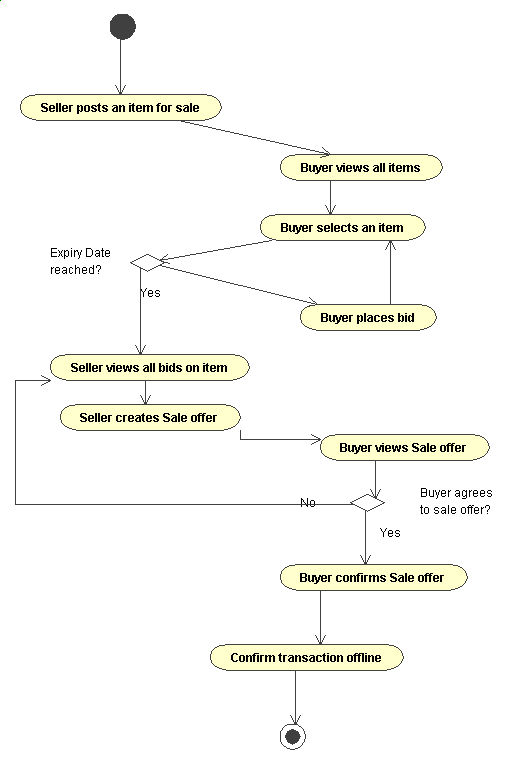 Seller posts an item for sale
Buyer views all items
Buyer selects an item
Expiry Date
reached?
Yes
Buyer places bid
Seller views all bids on item
Seller creates Sale offer
Buyer views Sale offer
Buyer agrees
to sale offer?
No
Yes
Buyer confirms Sale offer
Confirm transaction offline